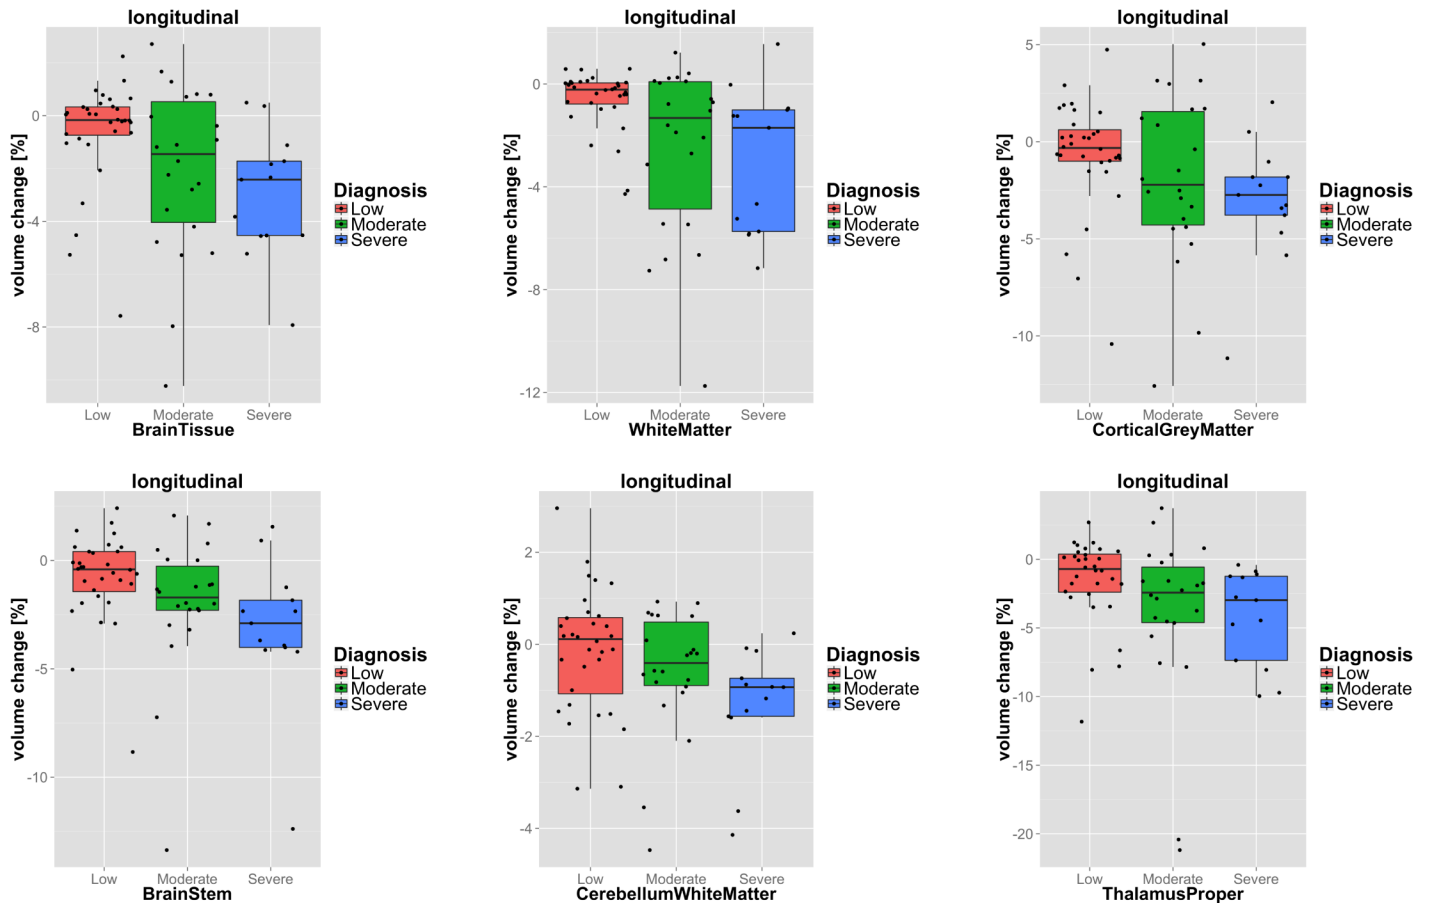 longitudinal
volume change [%]
0
-4
-8
Low
Moderate
Severe
BrainTissue
Diagnosis
Low
Moderate
Severe
longitudinal
volume change [%]
0
-4
-8
-12
Low
Moderate
Severe
WhiteMatter
Diagnosis
Low
Moderate
Severe
longitudinal
volume change [%]
5
0
-5
-10
Low
Moderate
Severe
CorticalGreyMatter
Diagnosis
Low
Moderate
Severe
longitudinal
volume change [%]
0
-5
-10
Low
Moderate
Severe
BrainStem
Diagnosis
Low
Moderate
Severe
longitudinal
volume change [%]
2
0
-2
-4
Low
Moderate
Severe
CerebellumWhiteMatter
Diagnosis
Low
Moderate
Severe
longitudinal
volume change [%]
0
-5
-10
-15
-20
Low
Moderate
Severe
ThalamusProper
Diagnosis
Low
Moderate
Severe